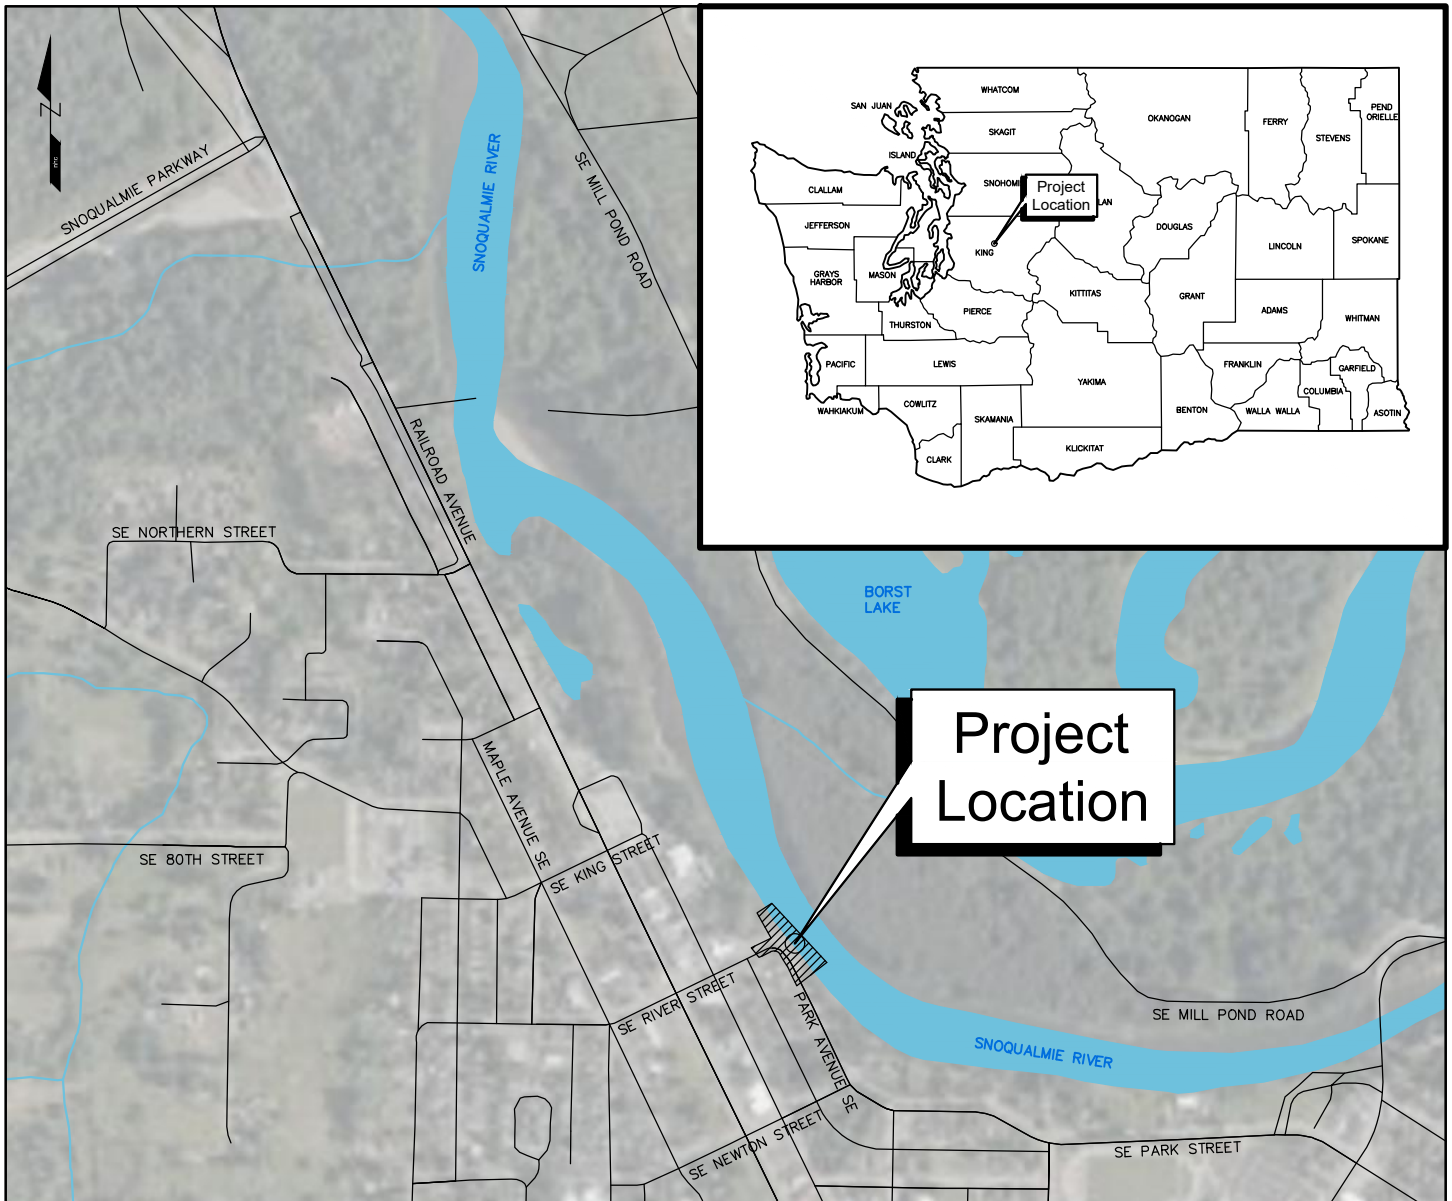 N
SNOQUALMIE PARKWAY
SNOQUALMIE RIVER
SE MILL POND ROAD
RAILROAD AVENUE
SE NORTHERN STREET
MAPLE AVENUE SE
SE 80TH STREET
SE KING STREET
SE RIVER STREET
PARK AVENUE SE
SE NEWTON STREET
SE PARK STREET
SNOQUALMIE RIVER
SE MILL POND ROAD
BORST
LAKE
Project
Location
WHATCOM
SAN JUAN
SKAGIT
ISLAND
SNOHOMI
Project
Location
LAN
OKANOGAN
FERRY
STEVENS
PEND
ORIELLE
CLALLAM
JEFFERSON
GRAYS
HARBOR
MASON
KING
DOUGLAS
LINCOLN
SPOKANE
KITTITAS
GRANT
ADAMS
WHITMAN
THURSTON
PIERCE
PACIFIC
LEWIS
YAKIMA
FRANKLIN
GARFIELD
COLUMBIA
WAHKIAKUM
COWLITZ
SKAMANIA
BENTON
WALLA WALLA
ASOTIN
CLARK
KLICKITAT